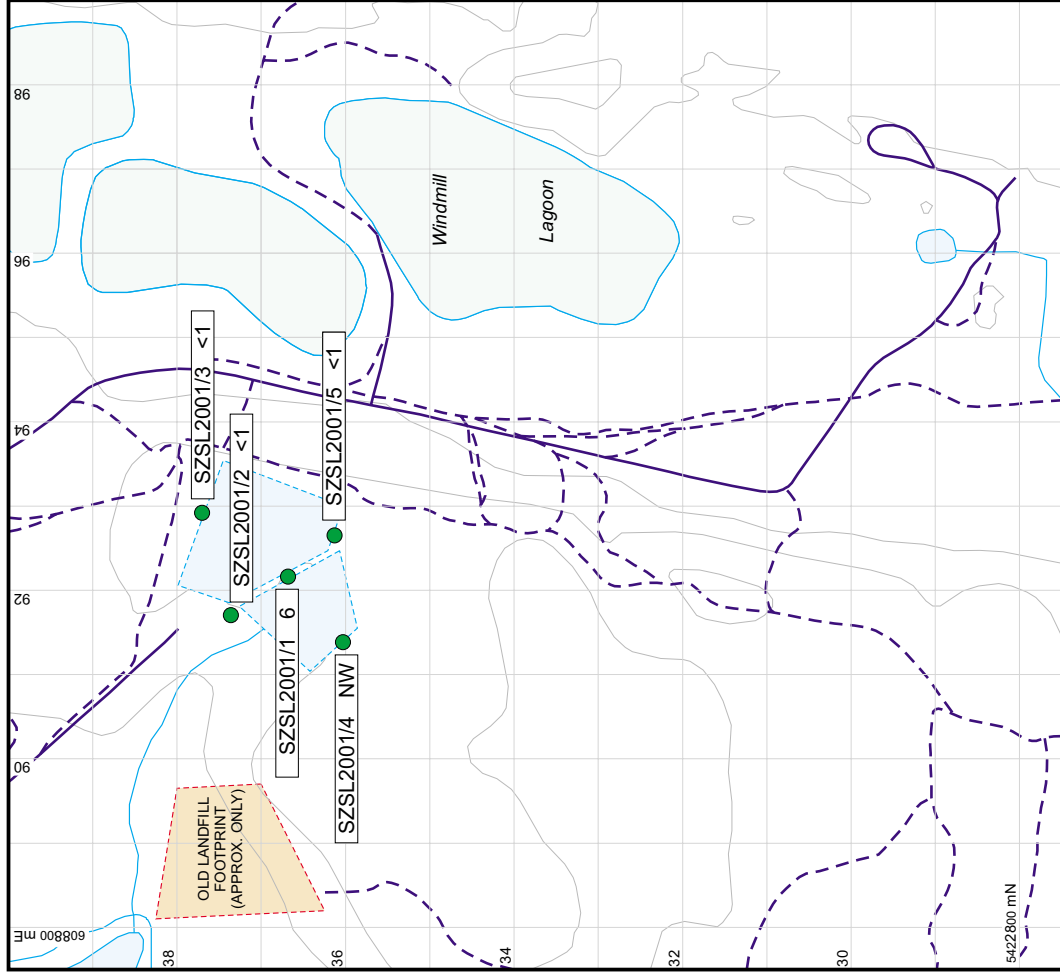 98
96
94
92
90
608800 mE
38
36
34
32
30
5422800 mN
Windmill
Lagoon
SZSL2001/3 <1
SZSL2001/2 <1
SZSL2001/5 <1
SZSL2001/1 6
SZSL2001/4 NW
OLD LANDFILL
FOOTPRINT
(APPROX. ONLY)